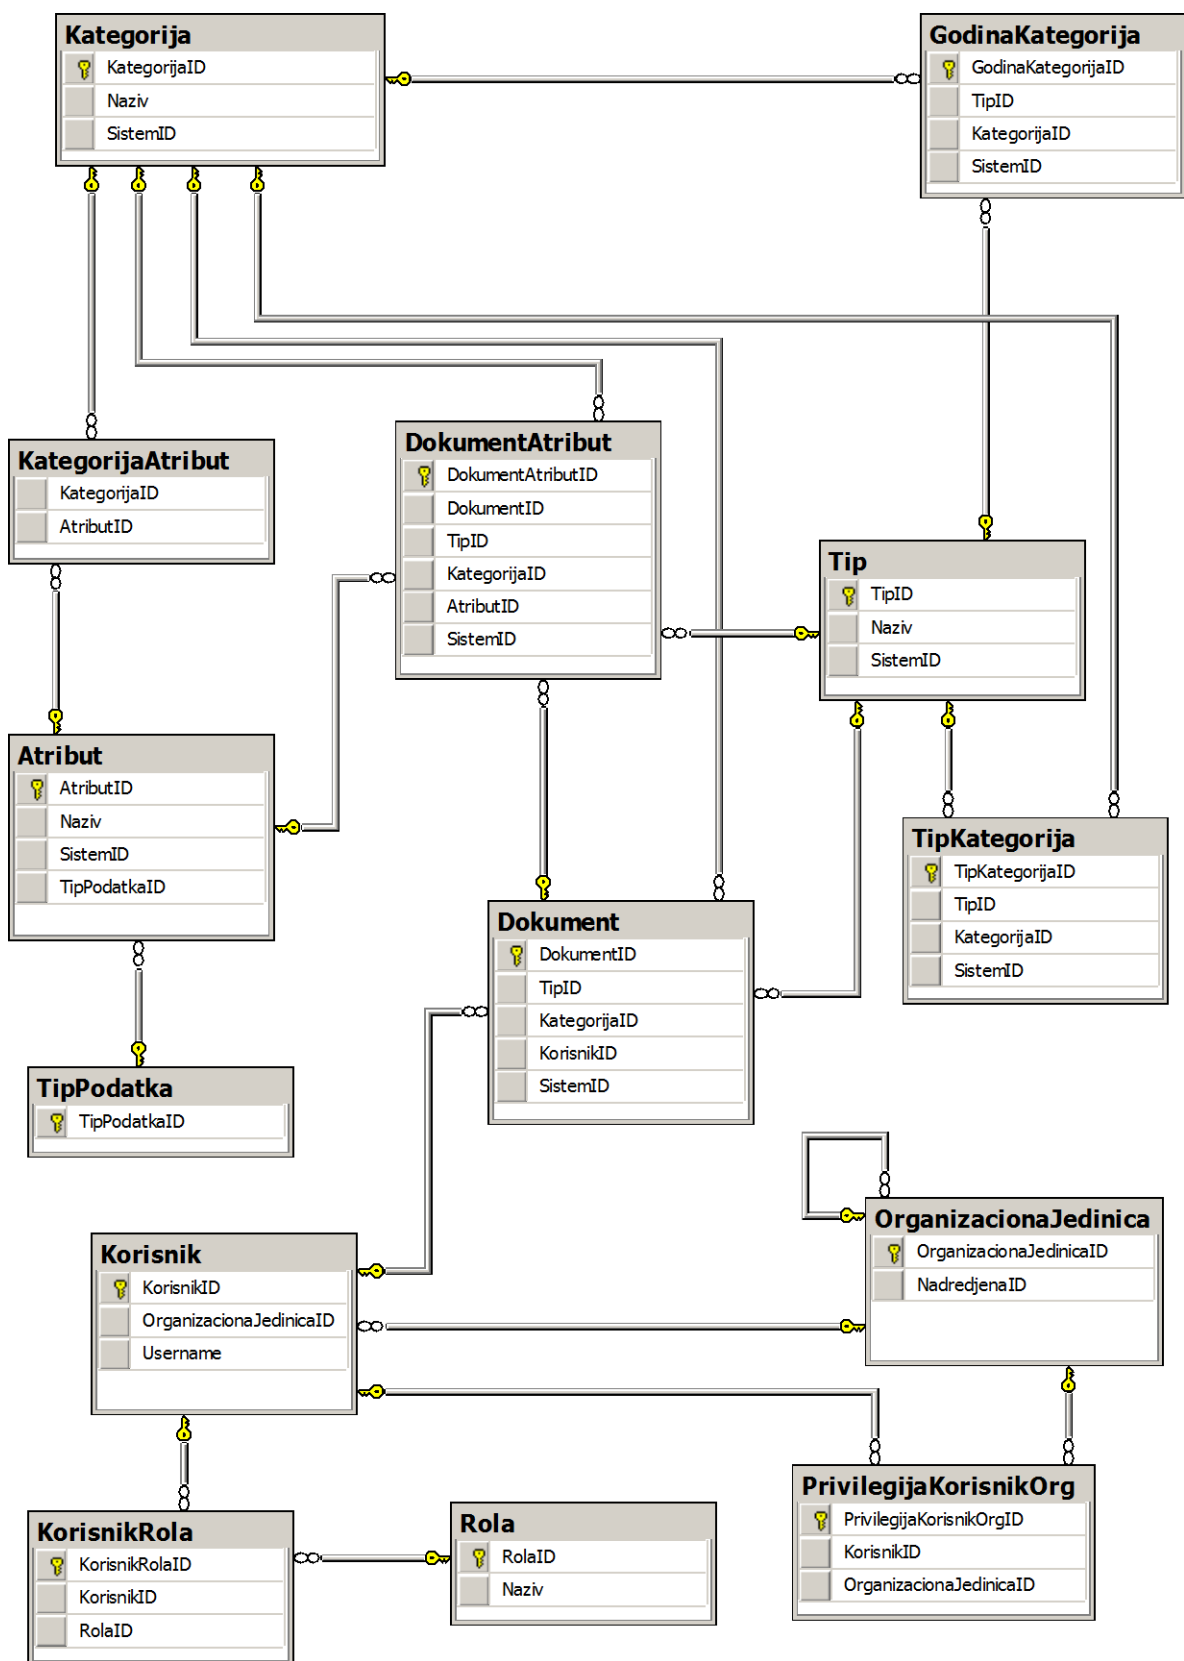 Kategorija
KategorijaID
Naziv
SistemID
GodinaKategorija
GodinaKategorijaID
TipID
KategorijaID
SistemID
KategorijaAtribut
KategorijaID
AtributID
DokumentAtribut
DokumentAtributID
DokumentID
TipID
KategorijaID
AtributID
SistemID
Tip
TipID
Naziv
SistemID
Atribut
AtributID
Naziv
SistemID
TipPodatkaID
TipKategorija
TipKategorijaID
TipID
KategorijaID
SistemID
Dokument
DokumentID
TipID
KategorijaID
KorisnikID
SistemID
TipPodatka
TipPodatkaID
OrganizacionaJedinica
OrganizacionaJedinicaID
NadredjenaID
Korisnik
KorisnikID
OrganizacionaJedinicaID
Username
PrivilegijaKorisnikOrg
PrivilegijaKorisnikOrgID
KorisnikID
OrganizacionaJedinicaID
KorisnikRola
KorisnikRolaID
KorisnikID
RolaID
Rola
RolaID
Naziv